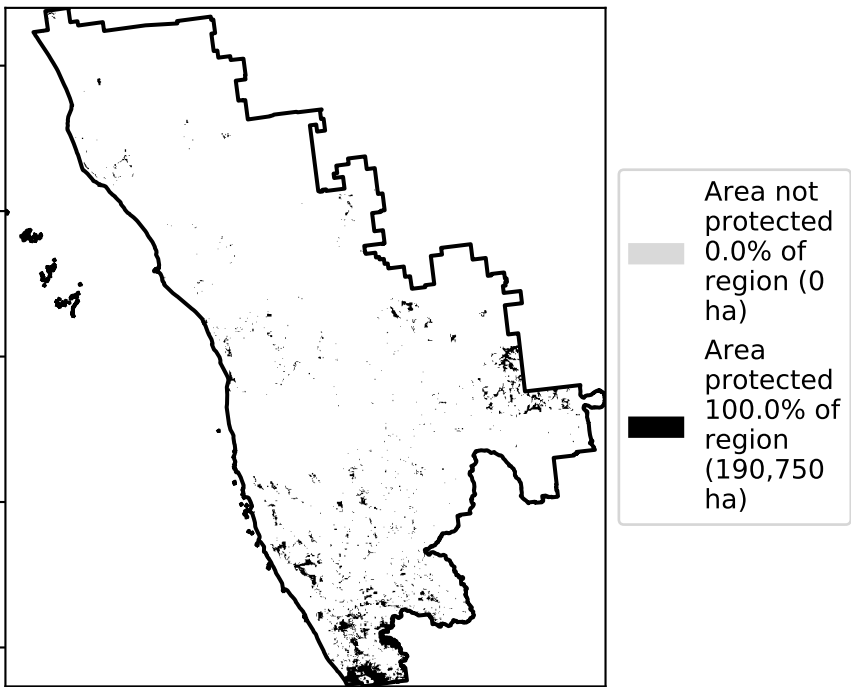 Area not
protected
0.0% of
region (0
ha)
Area
protected
100.0% of
region
(190,750
ha)